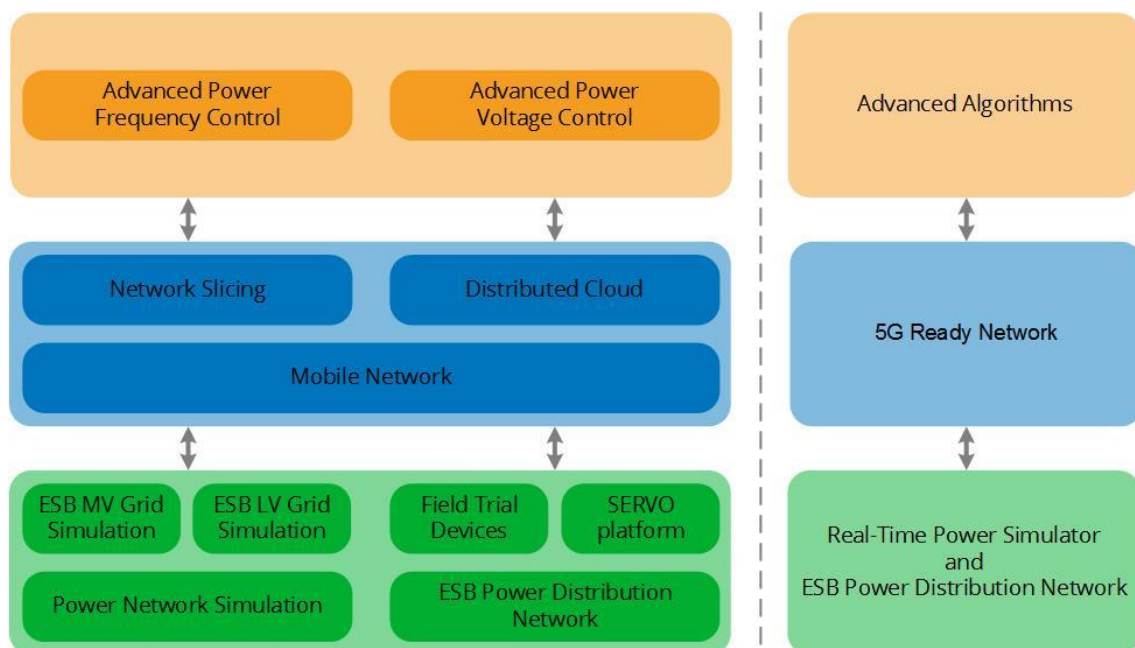 Advanced Power
Frequency Control
Advanced Power
Voltage Control
Advanced Algorithms
Network Slicing
Distributed Cloud
Mobile Network
5G Ready Network
ESB MV Grid
Simulation
ESB LV Grid
Simulation
Field Trial
Devices
SERVO
platform
Power Network Simulation
ESB Power Distribution
Network
Real-Time Power Simulator
and
ESB Power Distribution Network